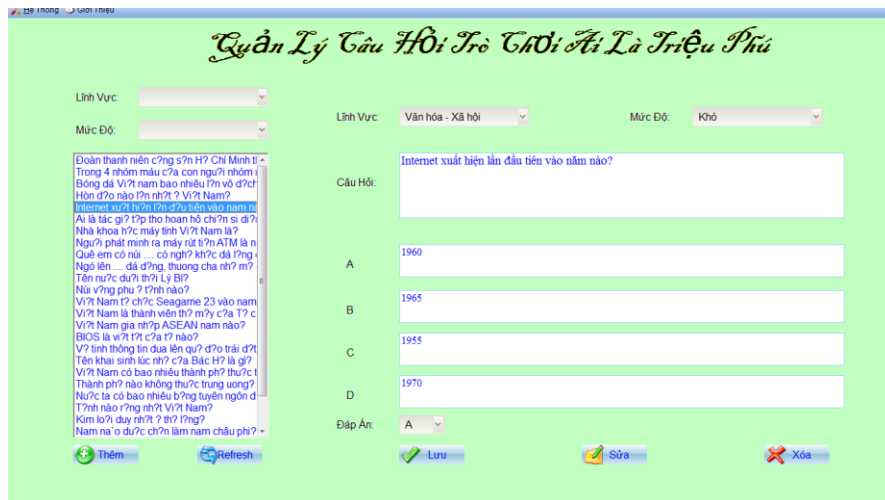 Hệ Thống Giới Thiệu
Quản Lý Câu Hỏi Trò Chơi Ai Là Triệu Phú
Lĩnh Vực:
Mức Độ:
Lĩnh Vực: Văn hóa - Xã hội Mức Độ: Khó
Đoàn thanh niên c?ng s?n H? Chí Minh
Trong 4 nhóm máu c?a con ngu?i nhóm
Bóng dá Vi?t nam bao nhiêu l?n vô d?ch
Hòn d?o nào l?n nh?t ? Vi?t Nam?
Internet xu?t hi?n l?n d?u tiên vào nam
Ai là tác gi? t?p tho hoan hô chi?n si
Nhà khoa h?c máy tính Vi?t Nam là?
Ngu?i phát minh ra máy rút ti?n ATM là
Quê em có núi .... có ngh? kh?c dá l?ng
Ngó lên .... dá d?ng, thuong cha nh? m?
Tên nu?c du?i th?i Lý Bí?
Núi v?ng phu ? t?nh nào?
Vi?t Nam t? ch?c Seagame 23 vào nam
Vi?t Nam là thành viên th? m?y c?a T? c
Vi?t Nam gia nh?p ASEAN nam nào?
BIOS là vi?t t?t c?a t? nào?
V? tinh thông tin dua lên qu? d?o trái d?t
Tên khai sinh lúc nh? c?a Bác H? là gì?
Vi?t Nam có bao nhiêu thành ph? thu?c
Thành ph? nào không thu?c trung uong?
Nu?c ta có bao nhiêu b?ng tuyên ngôn
T?nh nào r?ng nh?t Vi?t Nam?
Kim lo?i duy nh?t ? th? l?ng?
Nam na`o du?c ch?n làm nam châu phi?
Thêm
Refresh
Câu Hỏi:
Internet xuất hiện lần đầu tiên vào năm nào?
A
1960
B
1965
C
1955
D
1970
Đáp Án: A
Lưu
Sửa
Xóa